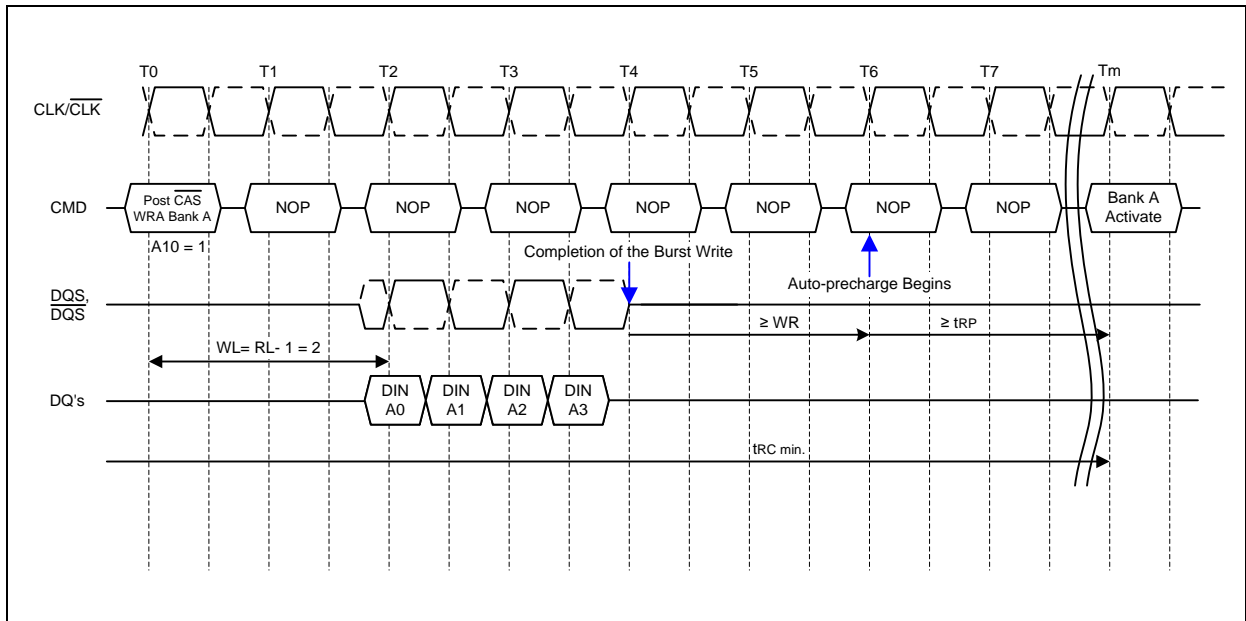 T0 T1 T2 T3 T4 T5 T6 T7 Tm
CLK/CLK
CMD
Post CAS
WRA Bank A
NOP NOP NOP NOP NOP NOP NOP
Bank A
Activate
A10 = 1
Completion of the Burst Write
Auto-precharge Begins
DQS,
DQS
≥ WR
≥ tRP
WL= RL- 1 = 2
DQ's
DIN
A0
DIN
A1
DIN
A2
DIN
A3
tRC min.